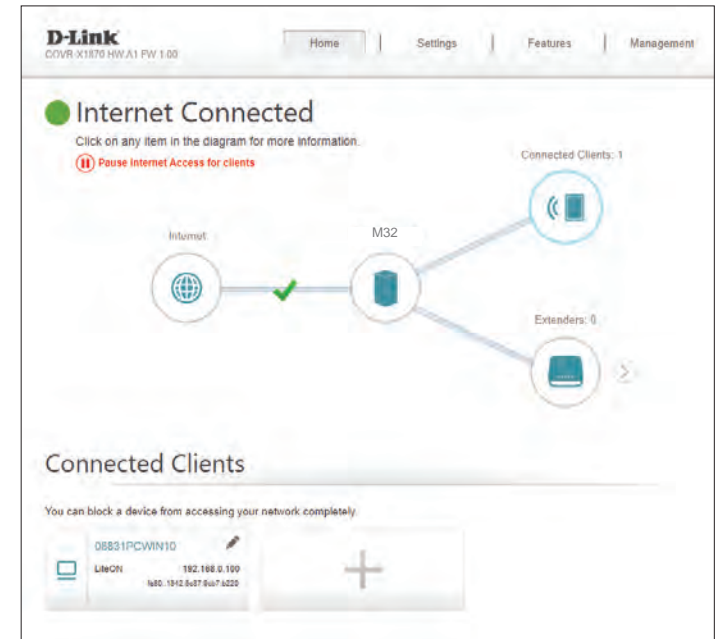 D-Link
COVR-X1870 HW:A1 FW:1.00
Home | Settings | Features | Management
Internet Connected
Click on any item in the diagram for more information.
Pause Internet Access for clients
Connected Clients: 1
Internet
M32
Extenders: 0
Connected Clients
You can block a device from accessing your network completely.
08831PCWIN10
LiteON 192.168.0.100